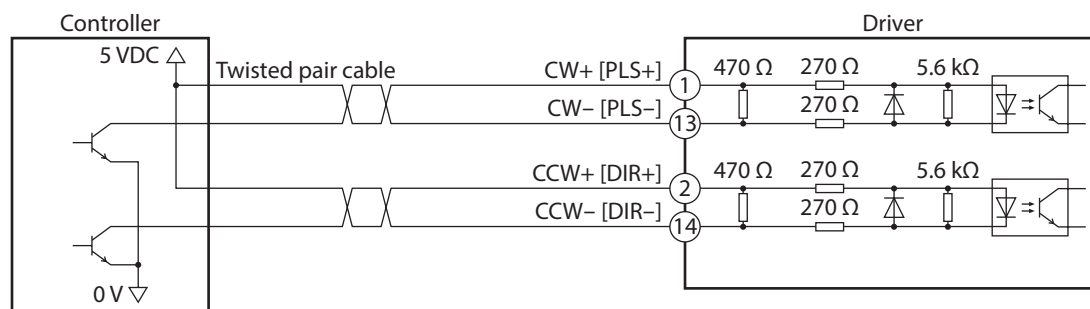 Controller
Driver
5 VDC
Twisted pair cable
CW+ [PLS+]
1
470 Ω
270 Ω
5.6 kΩ
CW– [PLS–]
13
270 Ω
CCW+ [DIR+]
2
470 Ω
270 Ω
5.6 kΩ
CCW– [DIR–]
14
270 Ω
0 V